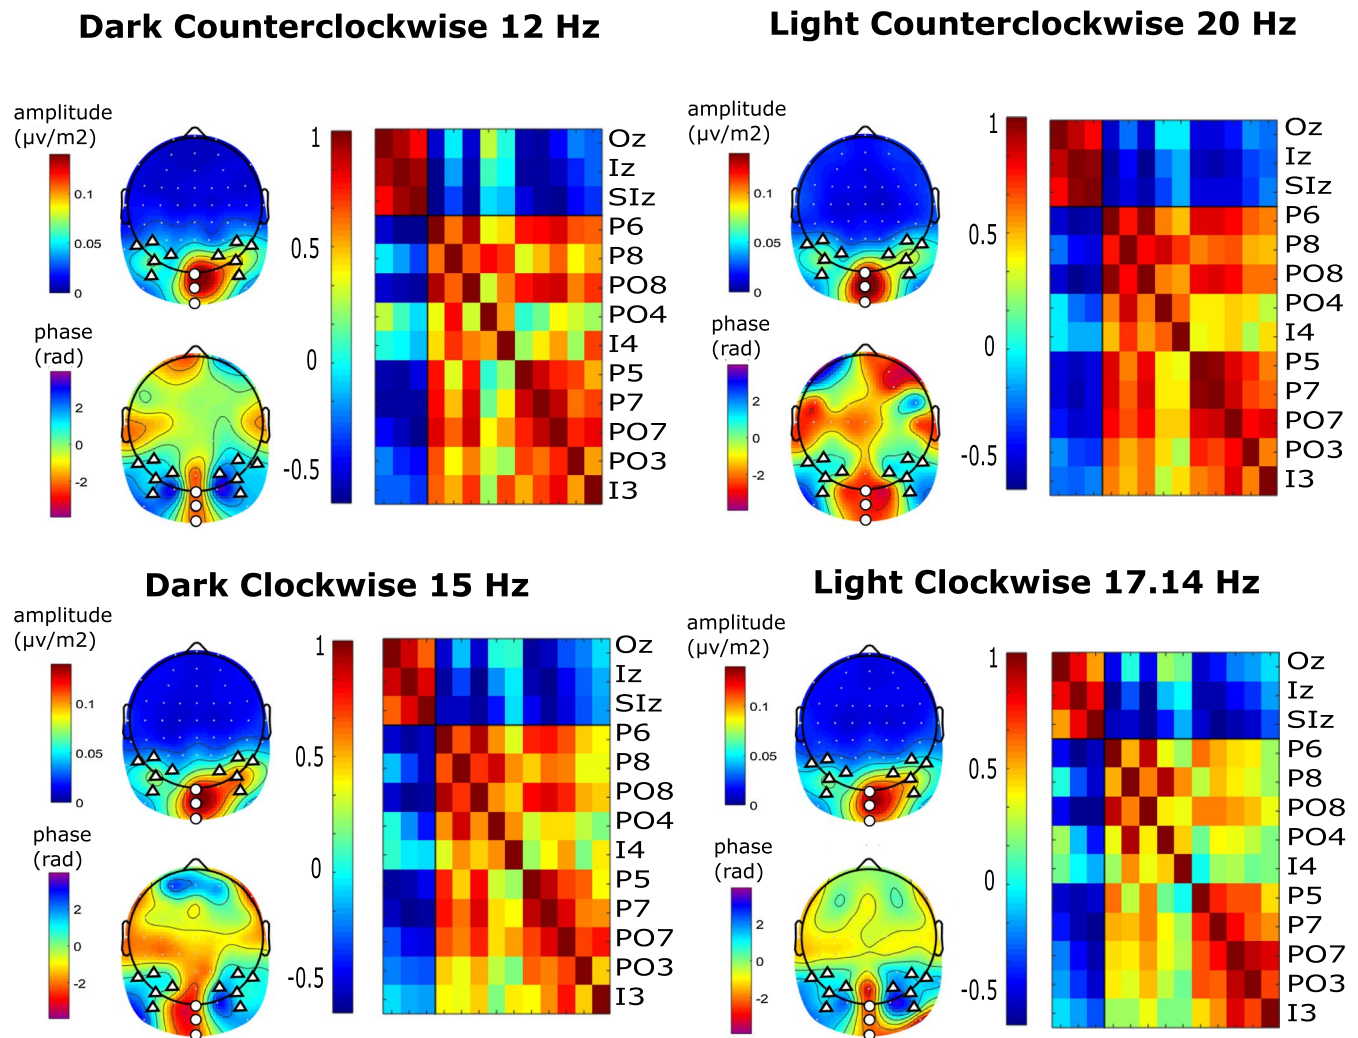 Dark Counterclockwise 12 Hz
amplitude
(µv/m2)
0.1
0.05
0
phase
(rad)
2
0
-2
1
0.5
0
-0.5
Oz
Iz
SIz
P6
P8
PO8
PO4
I4
P5
P7
PO7
PO3
I3
Light Counterclockwise 20 Hz
amplitude
(µv/m2)
0.1
0.05
0
phase
(rad)
2
0
-2
1
0.5
0
-0.5
Oz
Iz
SIz
P6
P8
PO8
PO4
I4
P5
P7
PO7
PO3
I3
Dark Clockwise 15 Hz
amplitude
(µv/m2)
0.1
0.05
0
phase
(rad)
2
0
-2
1
0.5
0
-0.5
Oz
Iz
SIz
P6
P8
PO8
PO4
I4
P5
P7
PO7
PO3
I3
Light Clockwise 17.14 Hz
amplitude
(µv/m2)
0.1
0.05
0
phase
(rad)
2
0
-2
1
0.5
0
-0.5
Oz
Iz
SIz
P6
P8
PO8
PO4
I4
P5
P7
PO7
PO3
I3